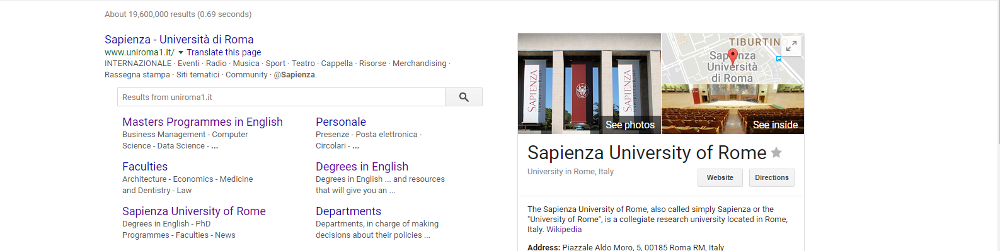 About 19,600,000 results (0.69 seconds)
Sapienza - Università di Roma
www.uniroma1.it/ Translate this page
INTERNAZIONALE · Eventi · Radio · Musica · Sport · Teatro · Cappella · Risorse · Merchandising ·
Rassegna stampa · Siti tematici · Community · @Sapienza.
Results from uniroma1.it
Masters Programmes in English
Business Management - Computer
Science - Data Science - ...
Personale
Presenze - Posta elettronica -
Circolari - ...
Faculties
Architecture - Economics - Medicine
and Dentistry - Law
Degrees in English
Degrees in English ... and resources
that will give you an ...
Sapienza University of Rome
Degrees in English - PhD
Programmes - Faculties - News
Departments
Departments, in charge of making
decisions about their policies ...
SAPIENZA
UNIVERSITÀ DI ROMA
SAPIENZA
UNIVERSITÀ DI ROMA
See photos
TIBURTIN
Sapienza
Università
di Roma
See inside
Sapienza University of Rome
University in Rome, Italy
Website
Directions
The Sapienza University of Rome, also called simply Sapienza or the
"University of Rome", is a collegiate research university located in Rome,
Italy. Wikipedia
Address: Piazzale Aldo Moro, 5, 00185 Roma RM, Italy